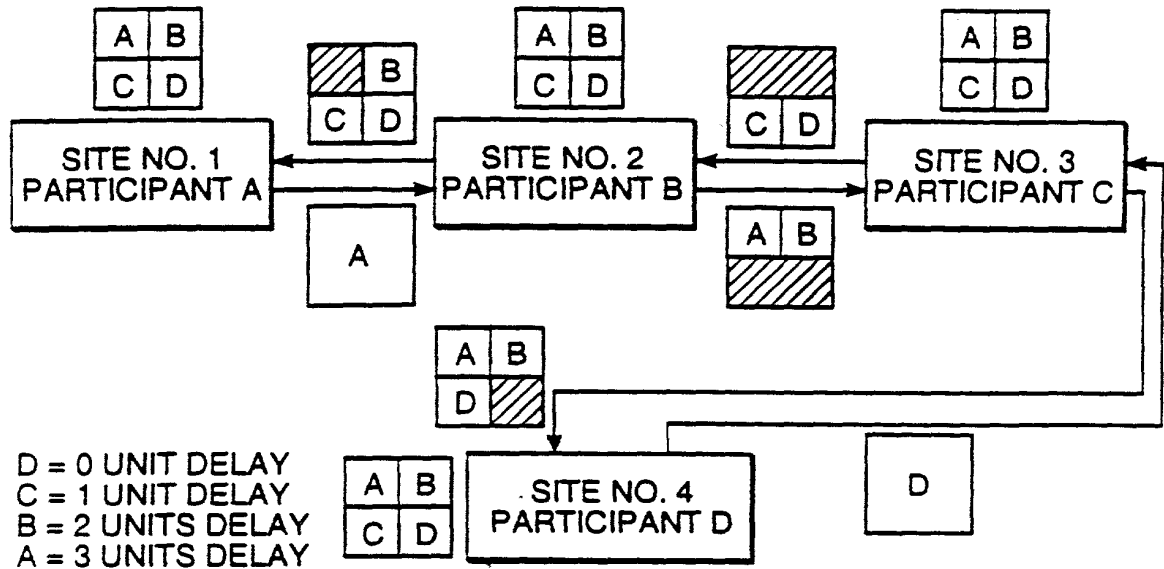 A B
C D
B
C D
A B
C D
C D
A B
C D
SITE NO. 1
PARTICIPANT A
SITE NO. 2
PARTICIPANT B
SITE NO. 3
PARTICIPANT C
A
A B
A B
D
D = 0 UNIT DELAY
C = 1 UNIT DELAY
B = 2 UNITS DELAY
A = 3 UNITS DELAY
A B
C D
SITE NO. 4
PARTICIPANT D
D